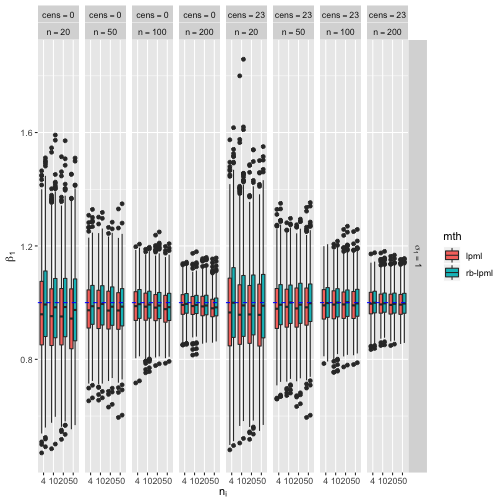 cens = 0 cens = 0 cens = 0 cens = 0 cens = 23 cens = 23 cens = 23 cens = 23
n = 20 n = 50 n = 100 n = 200 n = 20 n = 50 n = 100 n = 200
1.6
1.2
0.8
β1
σ1 = 1
mth
lpml
rb-lpml
4 102050 4 102050 4 102050 4 102050 4 102050 4 102050 4 102050 4 102050
ni